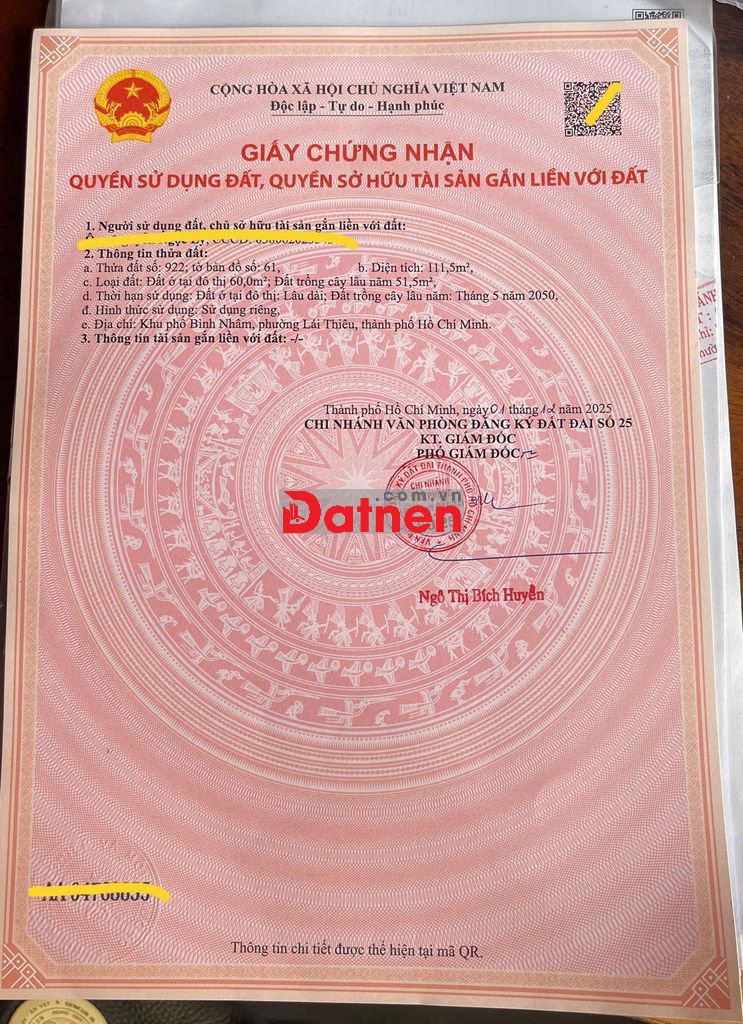 CỘNG HÒA XÃ HỘI CHỦ NGHĨA VIỆT NAM
Độc lập - Tự do - Hạnh phúc
GIẤY CHỨNG NHẬN
QUYỀN SỬ DỤNG ĐẤT, QUYỀN SỞ HỮU TÀI SẢN GẮN LIỀN VỚI ĐẤT
1. Người sử dụng đất, chủ sở hữu tài sản gắn liền với đất:
2. Thông tin thửa đất:
a. Thửa đất số: 922; tờ bản đồ số: 61, b. Diện tích: 111,5m²,
c. Loại đất: Đất ở tại đô thị 60,0m²; Đất trồng cây lâu năm 51,5m²,
d. Thời hạn sử dụng: Đất ở tại đô thị: Lâu dài; Đất trồng cây lâu năm: Tháng 5 năm 2050,
đ. Hình thức sử dụng: Sử dụng riêng,
e. Địa chỉ: Khu phố Bình Nhâm, phường Lái Thiêu, thành phố Hồ Chí Minh.
3. Thông tin tài sản gắn liền với đất: -/-
Thành phố Hồ Chí Minh, ngày 01 tháng 12 năm 2025
CHI NHÁNH VĂN PHÒNG ĐĂNG KÝ ĐẤT ĐAI SỐ 25
KT. GIÁM ĐỐC
PHÓ GIÁM ĐỐC
CHI NHÁNH
.com.vn
Datnen
Ngô Thị Bích Huyền
Thông tin chi tiết được thể hiện tại mã QR.